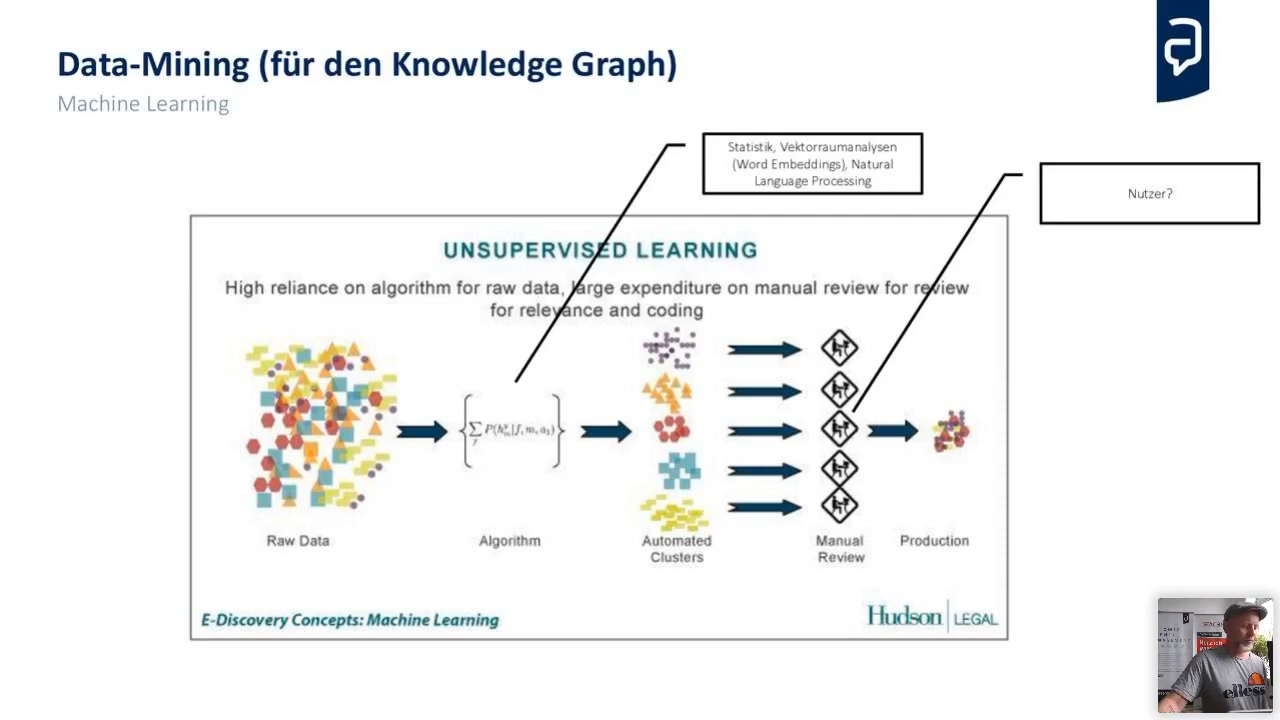 Data-Mining (für den Knowledge Graph)
Machine Learning
Statistik, Vektorraumanalysen
(Word Embeddings), Natural
Language Processing
Nutzer?
UNSUPERVISED LEARNING
High reliance on algorithm for raw data, large expenditure on manual review for review
for relevance and coding
Raw Data
Algorithm
Automated
Clusters
Manual
Review
Production
E-Discovery Concepts: Machine Learning
Hudson LEGAL
ellesse